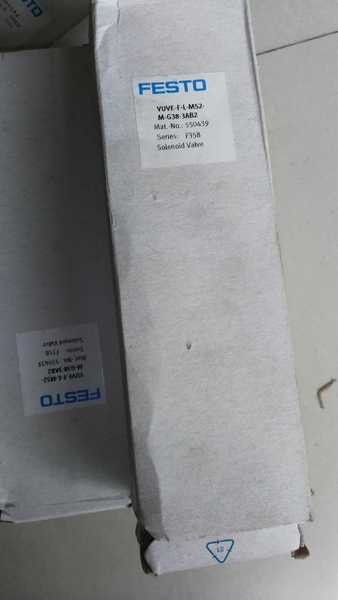 FESTO
VUVE-F-L-M52-
M-G38-3AB2
Mat.-No.: 550439
Series: F358
Solenoid Valve
FESTO
VUVE-F-L-M52-
M-G38-3AB2
Mat.-No.: 550439
Series: F358
Solenoid Valve
21